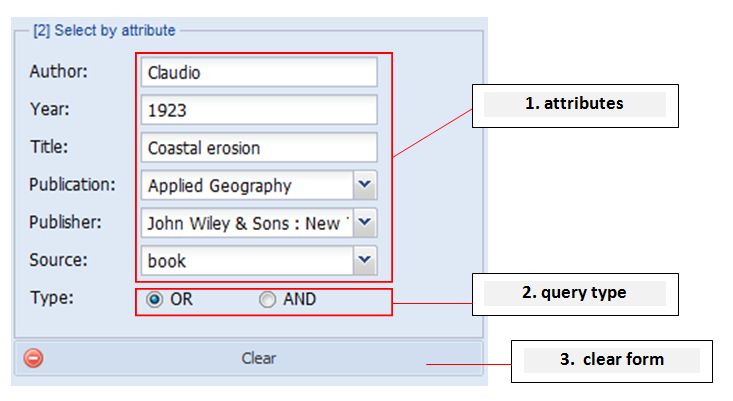 [2] Select by attribute
Author: Claudio
Year: 1923
1. attributes
Title: Coastal erosion
Publication: Applied Geography
Publisher: John Wiley & Sons : New
Source: book
Type: OR AND
2. query type
Clear
3. clear form